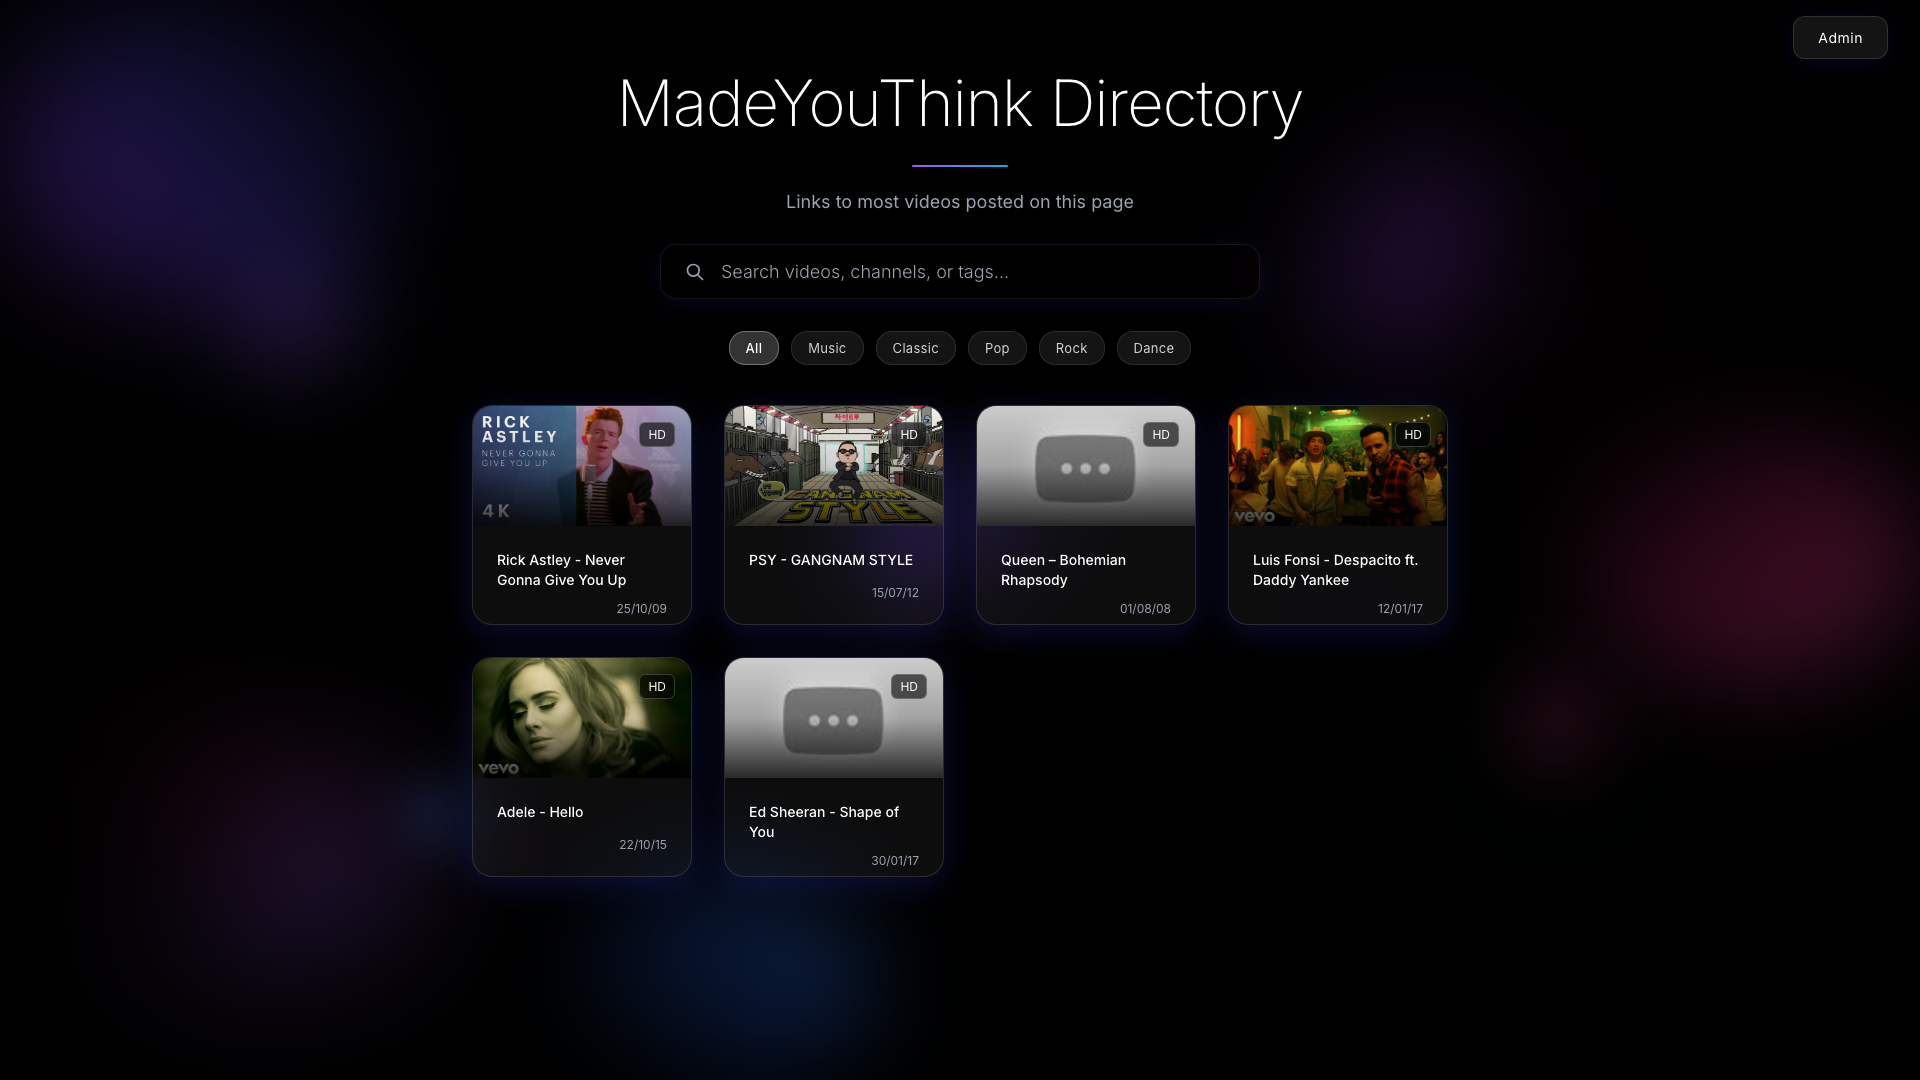 Admin
MadeYouThink Directory
Links to most videos posted on this page
Search videos, channels, or tags...
All
Music
Classic
Pop
Rock
Dance
RICK
ASTLEY
NEVER GONNA
GIVE YOU UP
4K
HD
Rick Astley - Never
Gonna Give You Up
25/10/09
HD
GANGNAM
STYLE
PSY - GANGNAM STYLE
15/07/12
HD
Queen – Bohemian
Rhapsody
01/08/08
HD
vevo
Luis Fonsi - Despacito ft.
Daddy Yankee
12/01/17
HD
vevo
Adele - Hello
22/10/15
HD
Ed Sheeran - Shape of
You
30/01/17